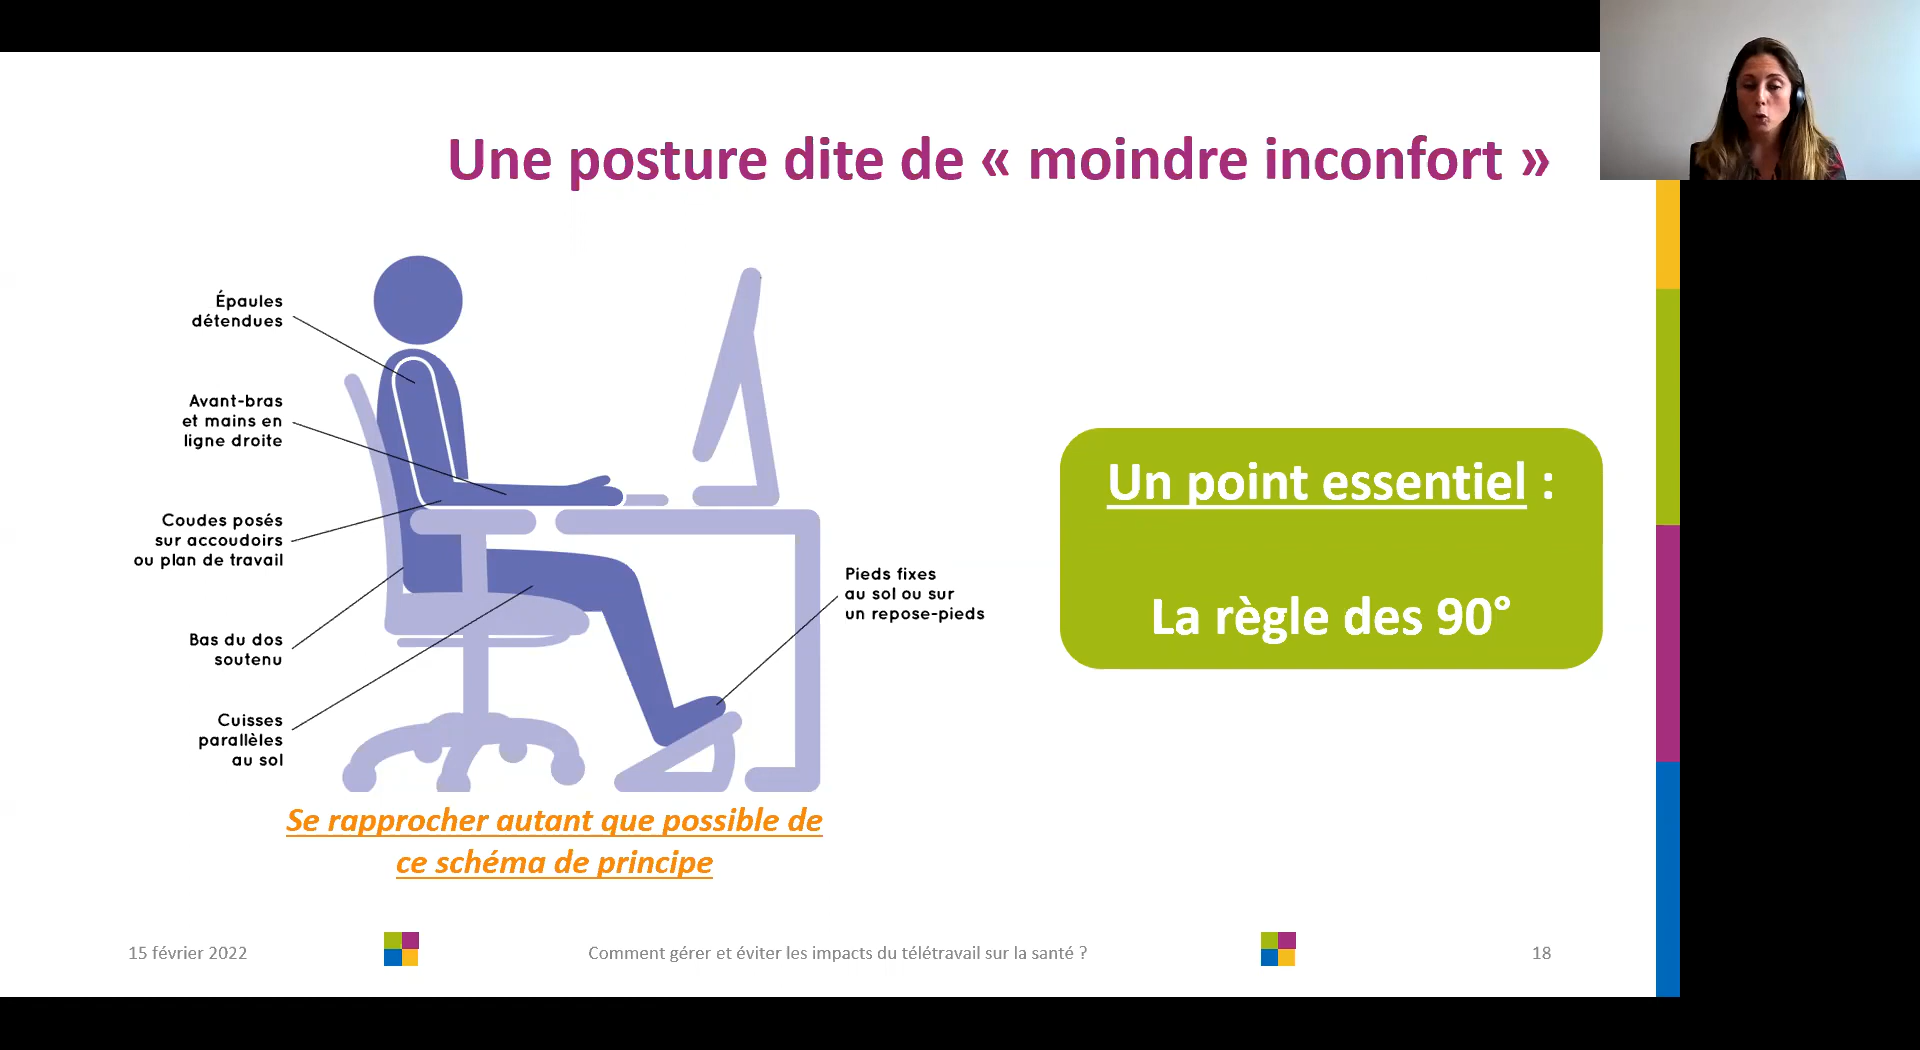 Une posture dite de « moindre inconfort »
Épaules
détendues
Avant-bras
et mains en
ligne droite
Coudes posés
sur accoudoirs
ou plan de travail
Bas du dos
soutenu
Cuisses
parallèles
au sol
Pieds fixes
au sol ou sur
un repose-pieds
Un point essentiel :
La règle des 90°
Se rapprocher autant que possible de
ce schéma de principe
15 février 2022
Comment gérer et éviter les impacts du télétravail sur la santé ?
18